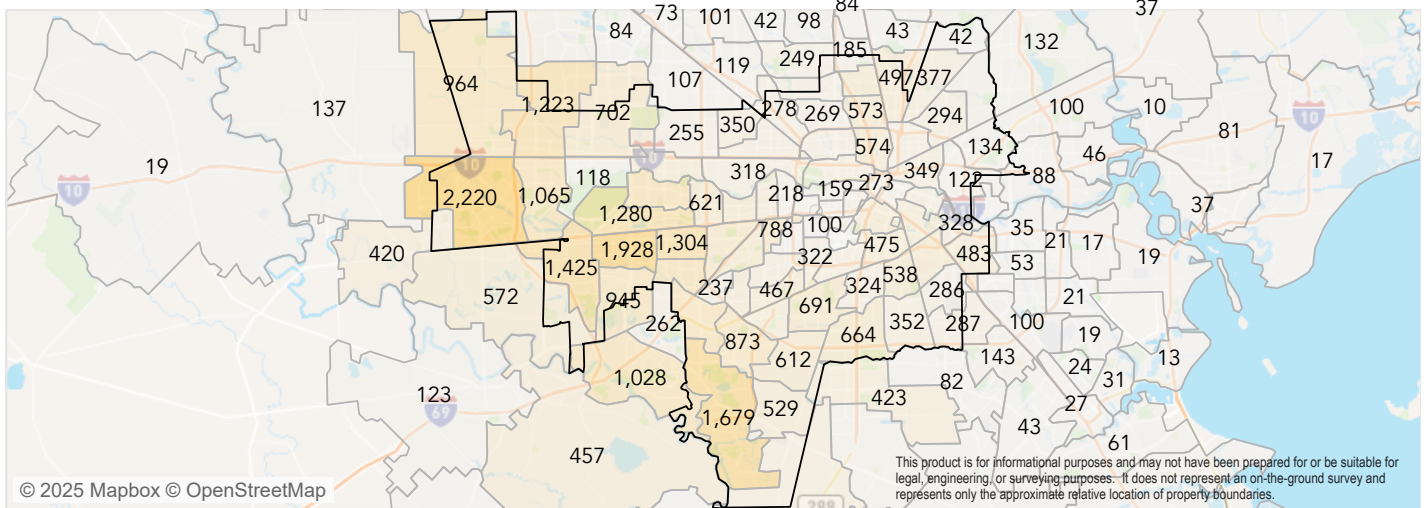 73 101 42 98 84 43 42 37
84 249 185 132
964 107 119 497 377
137 1,223 702 278 269 573 294 100 10
255 350 81
19 574 134 46 17
10 10 10 10
118 318 349 122 88
2,220 1,065 1,280 621 218 159 273 37
788 100 328 35
420 1,928 1,304 322 475 483 21 17 19
1,425 53
572 945 237 467 324 538 286 21
262 691 352 287 100
873 664 19
612 143 13
1,028 24
123 82 31
69 1,679 529 423 27
43
457 61
This product is for informational purposes and may not have been prepared for or be suitable for
legal, engineering, or surveying purposes. It does not represent an on-the-ground survey and
represents only the approximate relative location of property boundaries.
© 2025 Mapbox © OpenStreetMap
288